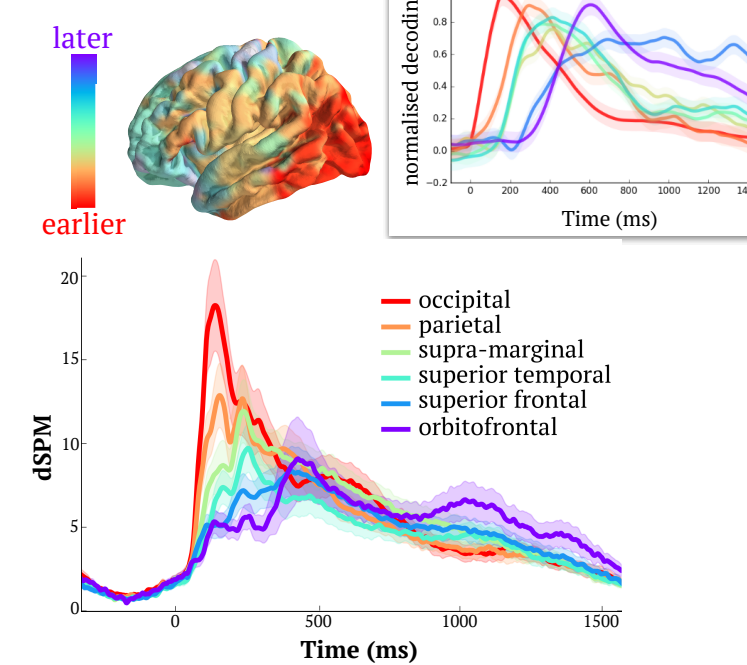 later
earlier
normalised decodin
0.8
0.6
0.4
0.2
0.0
−0.2
0
200
400
600
800
1000
1200
Time (ms)
dSPM
20
15
10
5
0
0
500
1000
1500
Time (ms)
occipital
parietal
supra-marginal
superior temporal
superior frontal
orbitofrontal